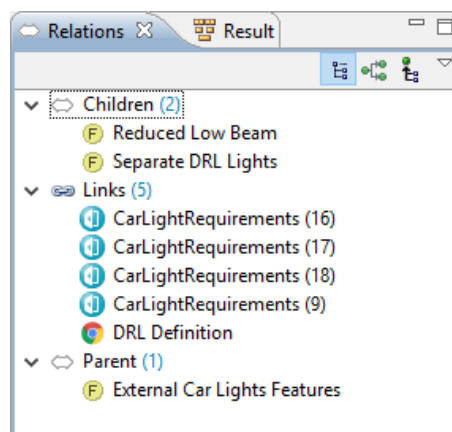 Relations Result
Children (2)
F Reduced Low Beam
F Separate DRL Lights
Links (5)
CarLightRequirements (16)
CarLightRequirements (17)
CarLightRequirements (18)
CarLightRequirements (9)
DRL Definition
Parent (1)
F External Car Lights Features